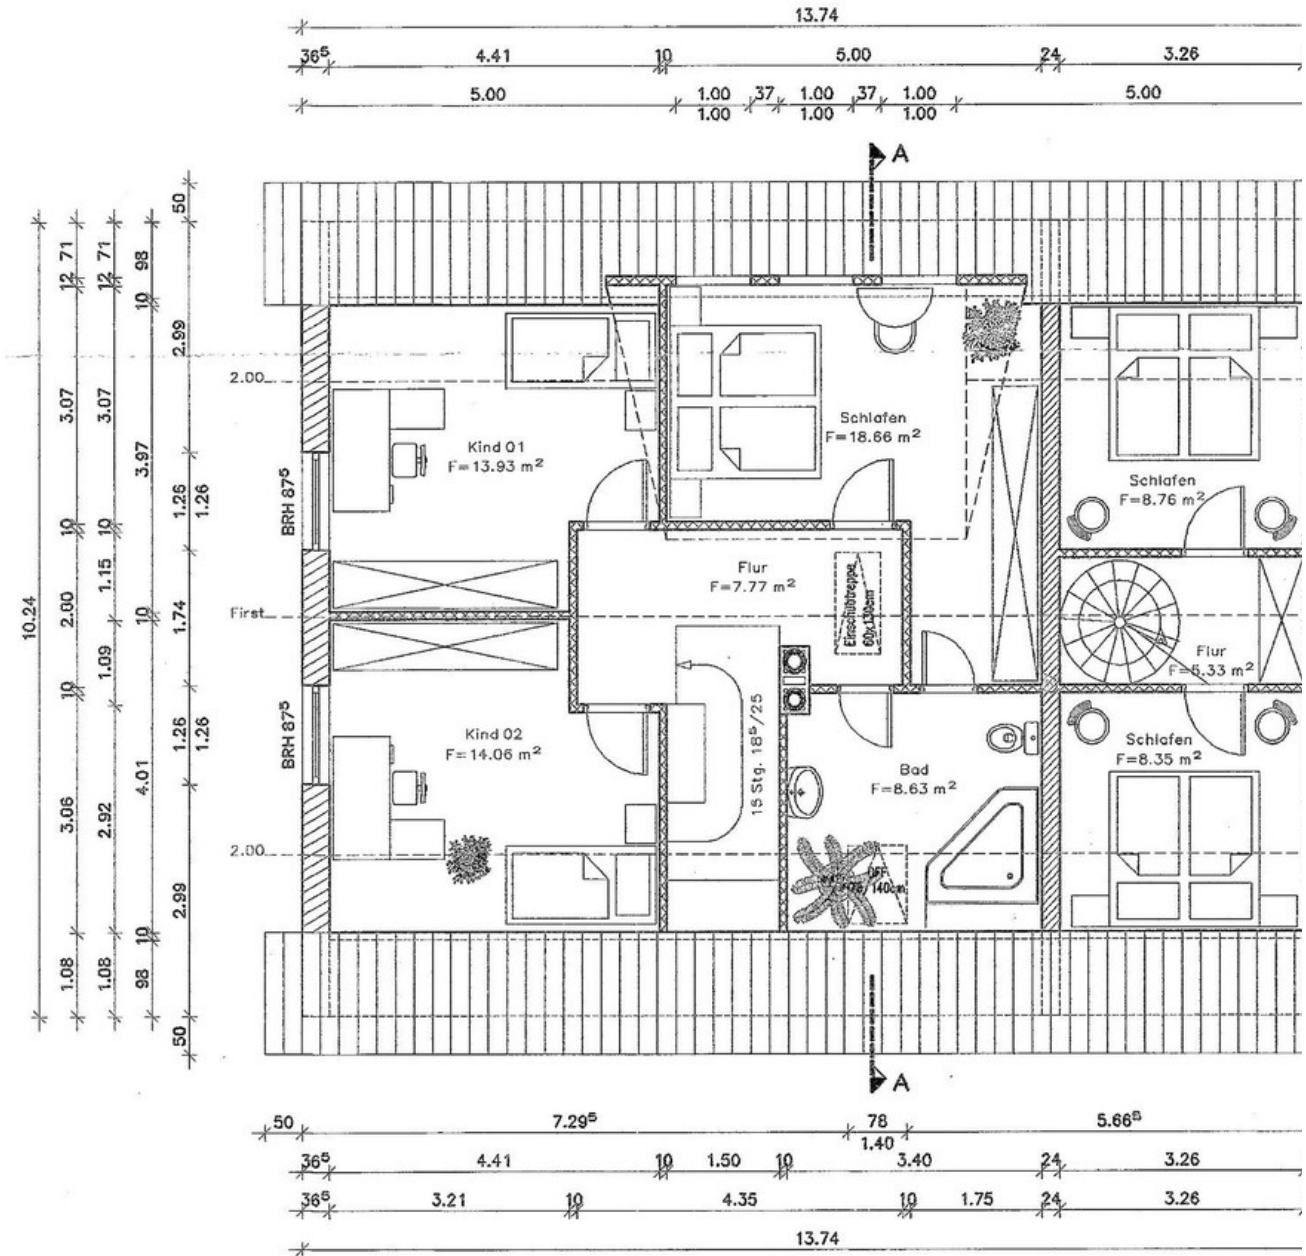 13.74
36⁵ 4.41 10 5.00 24 3.26
5.00 1.00 37 1.00 37 1.00 5.00
1.00 1.00 1.00
A
50
10.24
12 71
3.07
10
2.00
10
3.06
1.08
12 71
3.07
10
1.15
1.09
2.92
1.08
98
10
3.97
10
4.01
10
98
2.99
1.26
1.26
1.74
1.26
1.26
2.99
50
2.00
First
2.00
BRH 87⁵
BRH 87⁵
Kind 01
F=13.93 m²
Schlafen
F=18.66 m²
Schlafen
F=8.76 m²
Flur
F=7.77 m²
Einschubtreppe
60x130cm
Flur
F=5.33 m²
Kind 02
F=14.06 m²
15 Stg. 18⁵/25
Bad
F=8.63 m²
Schlafen
F=8.35 m²
DFF
78/140cm
A
50 7.29⁵ 78 5.66⁵
1.40
36⁵ 4.41 10 1.50 10 3.40 24 3.26
36⁵ 3.21 10 4.35 10 1.75 24 3.26
13.74